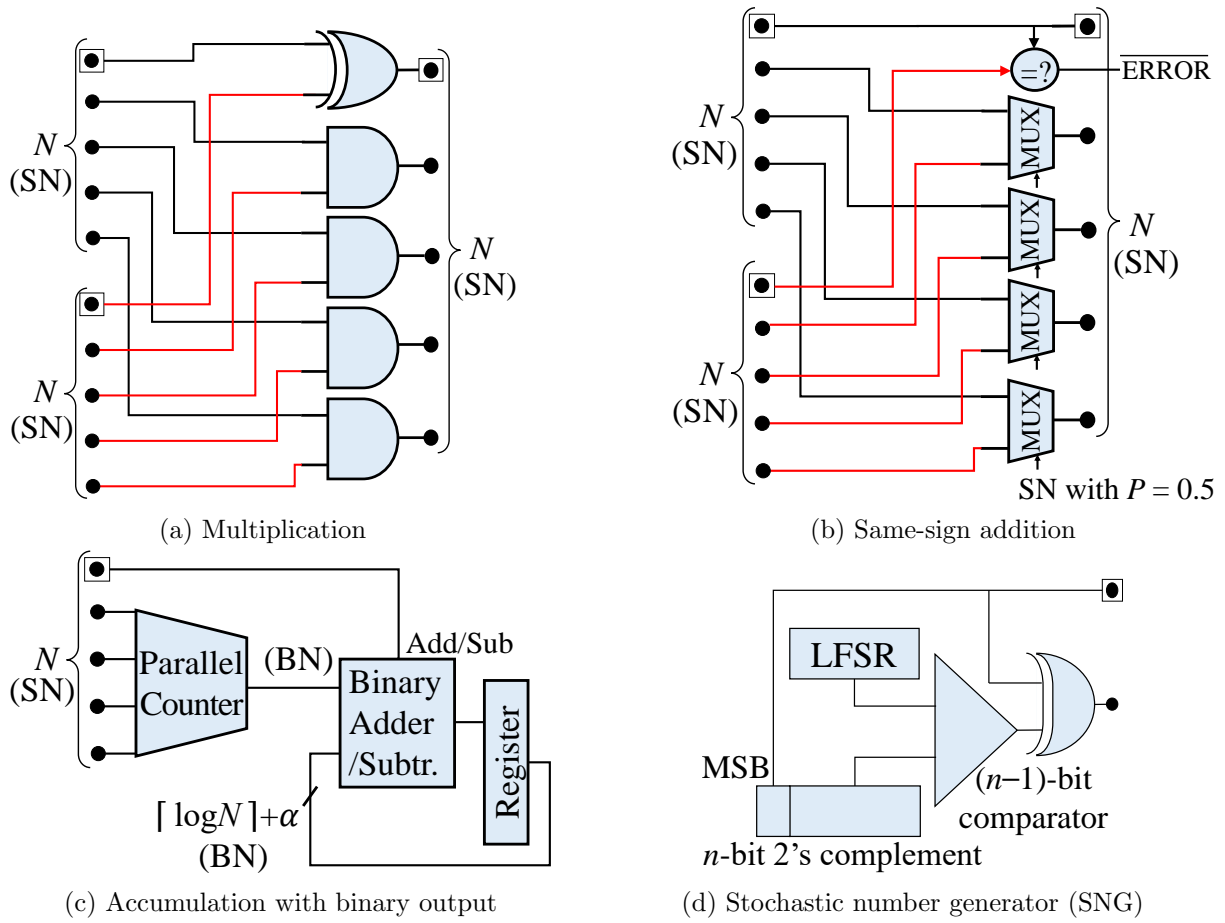 N
(SN)
N
(SN)
N
(SN)
(a) Multiplication
=?
ERROR
MUX
MUX
MUX
MUX
N
(SN)
N
(SN)
N
(SN)
SN with P = 0.5
(b) Same-sign addition
N
(SN)
Parallel
Counter
(BN)
Add/Sub
Binary
Adder
/Subtr.
Register
⌈ logN ⌉+α
(BN)
(c) Accumulation with binary output
LFSR
MSB
(n−1)-bit
comparator
n-bit 2's complement
(d) Stochastic number generator (SNG)